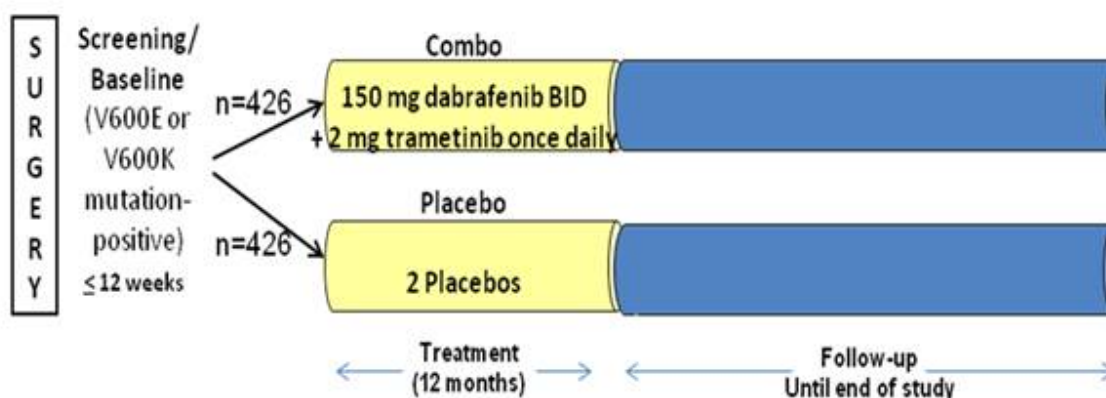 SURGERY
Screening/
Baseline
(V600E or
V600K
mutation-
positive)
≤ 12 weeks
n=426
n=426
Combo
150 mg dabrafenib BID
+ 2 mg trametinib once daily
Placebo
2 Placebos
Treatment
(12 months)
Follow-up
Until end of study